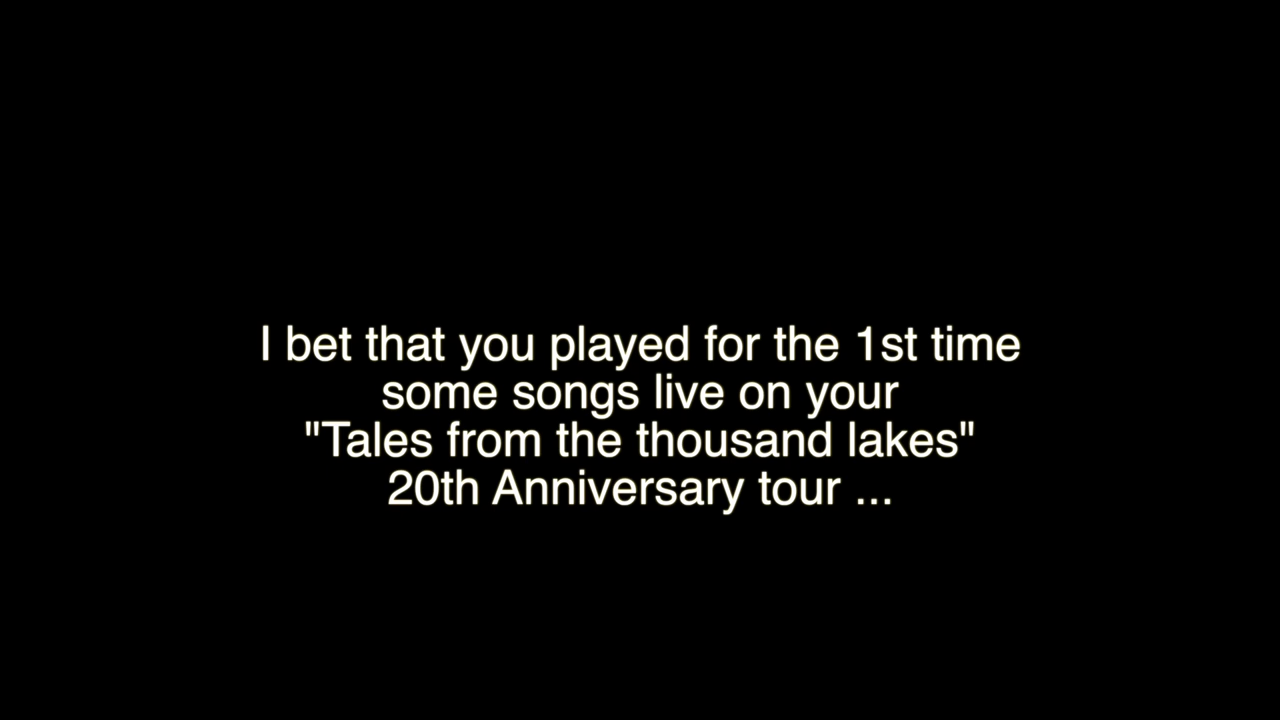 I bet that you played for the 1st time
some songs live on your
"Tales from the thousand lakes"
20th Anniversary tour ...